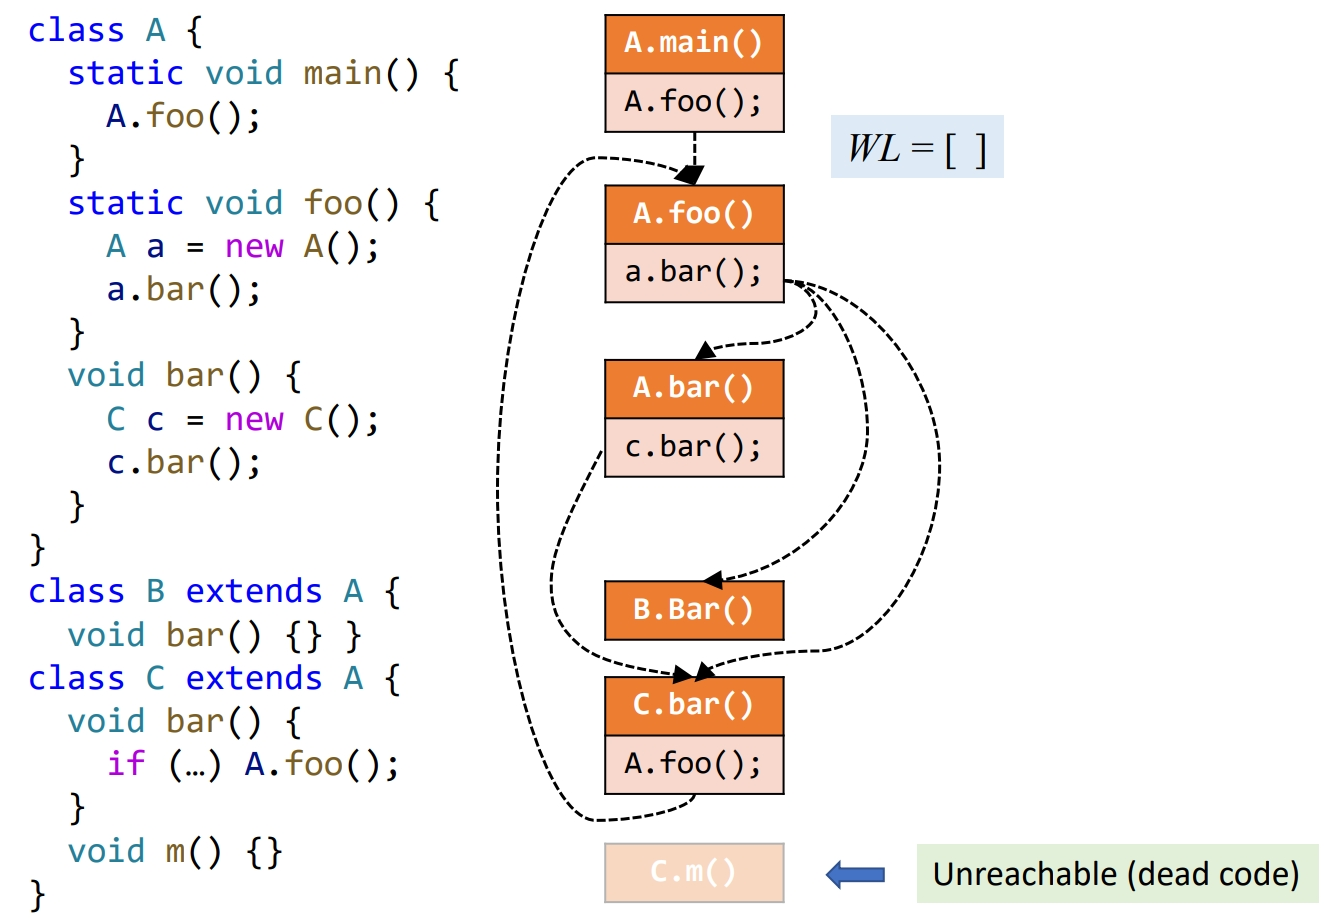 class A {
  static void main() {
    A.foo();
  }
  static void foo() {
    A a = new A();
    a.bar();
  }
  void bar() {
    C c = new C();
    c.bar();
  }
}
class B extends A {
  void bar() {} }
class C extends A {
  void bar() {
    if (…) A.foo();
  }
  void m() {}
}
A.main()
A.foo();
WL = [ ]
A.foo()
a.bar();
A.bar()
c.bar();
B.Bar()
C.bar()
A.foo();
C.m()
Unreachable (dead code)